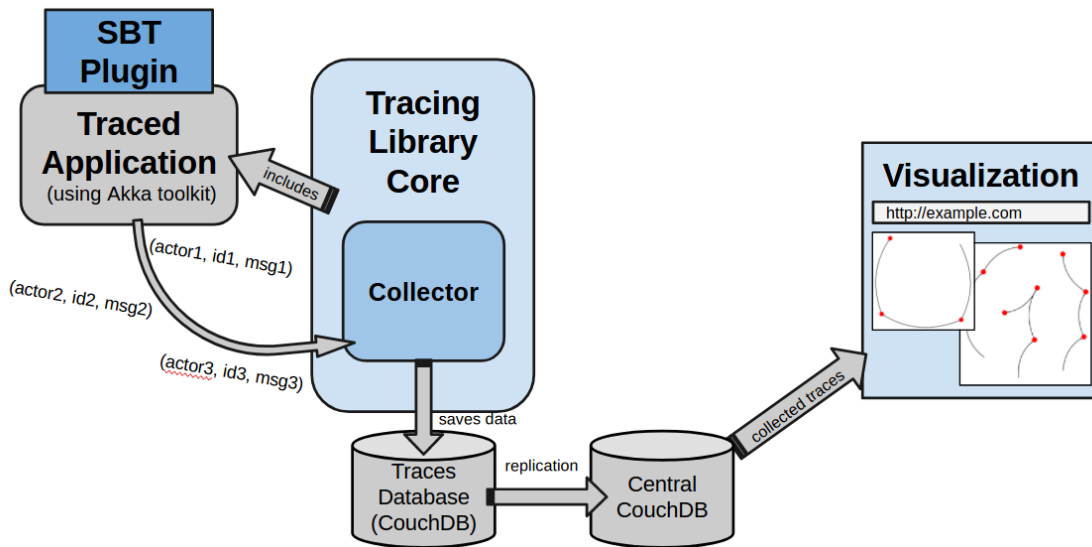 SBT
Plugin
Traced
Application
(using Akka toolkit)
includes
Tracing
Library
Core
Collector
(actor1, id1, msg1)
(actor2, id2, msg2)
(actor3, id3, msg3)
saves data
Traces
Database
(CouchDB)
replication
Central
CouchDB
collected traces
Visualization
http://example.com